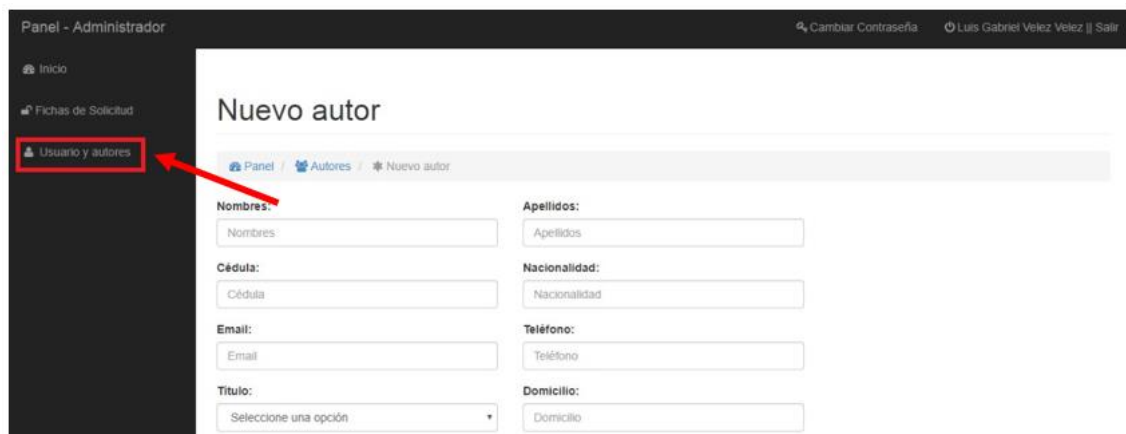 Panel - Administrador
Cambiar Contraseña
Luis Gabriel Velez Velez || Salir
Inicio
Fichas de Solicitud
Usuario y autores
Nuevo autor
Panel / Autores / Nuevo autor
Nombres: Apellidos:
Nombres Apellidos
Cédula: Nacionalidad:
Cédula Nacionalidad
Email: Teléfono:
Email Teléfono
Título: Domicilio:
Seleccione una opción Domicilio